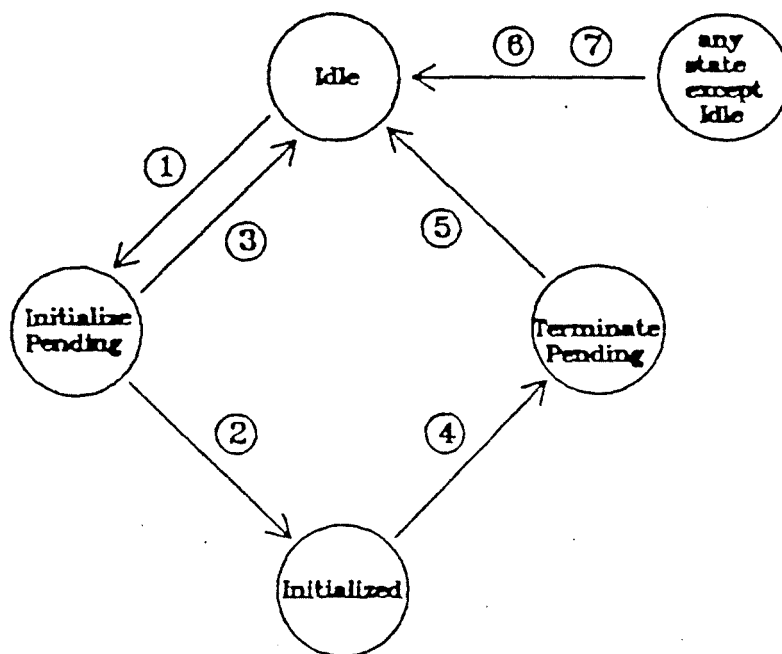 Idle
6 7
any
state
except
Idle
1
3
5
Initialize
Pending
Terminate
Pending
2
4
Initialized